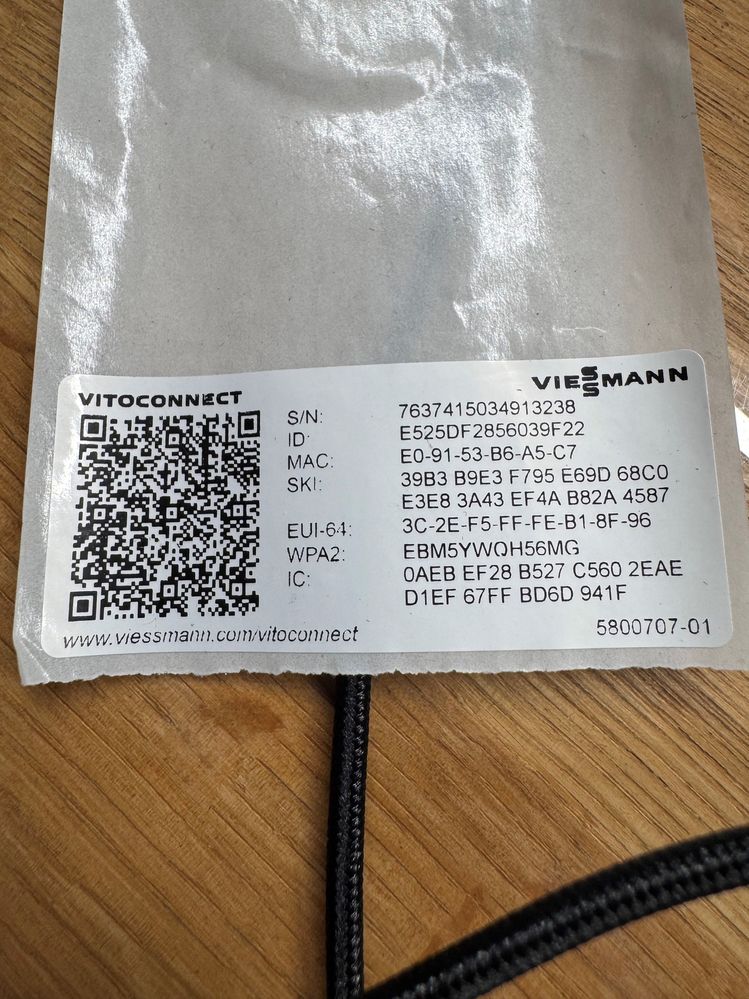 VITOCONNECT
VIESSMANN
S/N: 7637415034913238
ID: E525DF2856039F22
MAC: E0-91-53-B6-A5-C7
SKI: 39B3 B9E3 F795 E69D 68C0
E3E8 3A43 EF4A B82A 4587
EUI-64: 3C-2E-F5-FF-FE-B1-8F-96
WPA2: EBM5YWQH56MG
IC: 0AEB EF28 B527 C560 2EAE
D1EF 67FF BD6D 941F
www.viessmann.com/vitoconnect
5800707-01